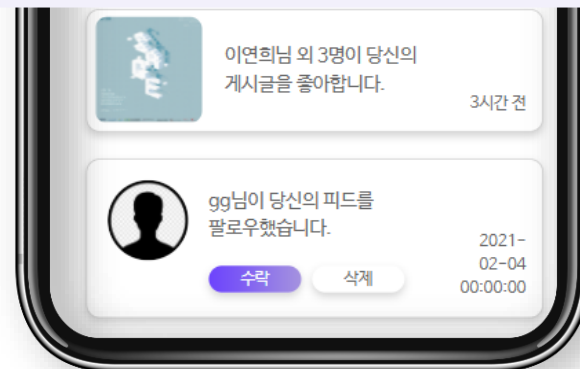 이연희님 외 3명이 당신의
게시글을 좋아합니다.
3시간 전
gg님이 당신의 피드를
팔로우했습니다.
수락
삭제
2021-
02-04
00:00:00